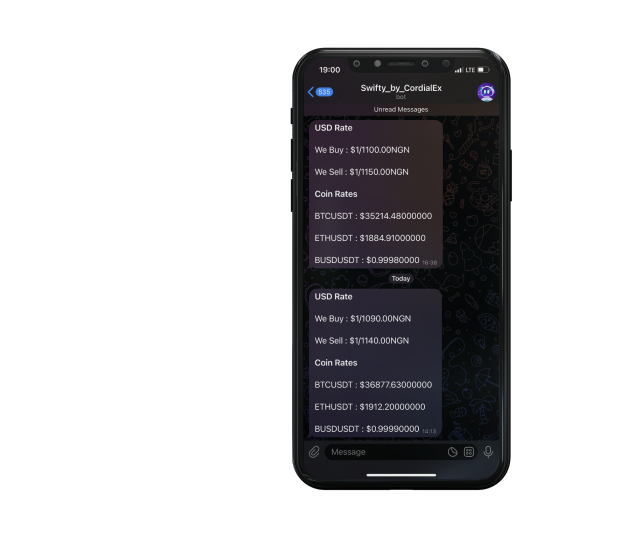 19:00
LTE
535
Swifty_by_CordialEx
bot
Unread Messages
USD Rate
We Buy : $1/1100.00NGN
We Sell : $1/1150.00NGN
Coin Rates
BTCUSDT : $35214.48000000
ETHUSDT : $1884.91000000
BUSDUSDT : $0.99980000 16:36
Today
USD Rate
We Buy : $1/1090.00NGN
We Sell : $1/1140.00NGN
Coin Rates
BTCUSDT : $36877.63000000
ETHUSDT : $1912.20000000
BUSDUSDT : $0.99990000 14:13
Message